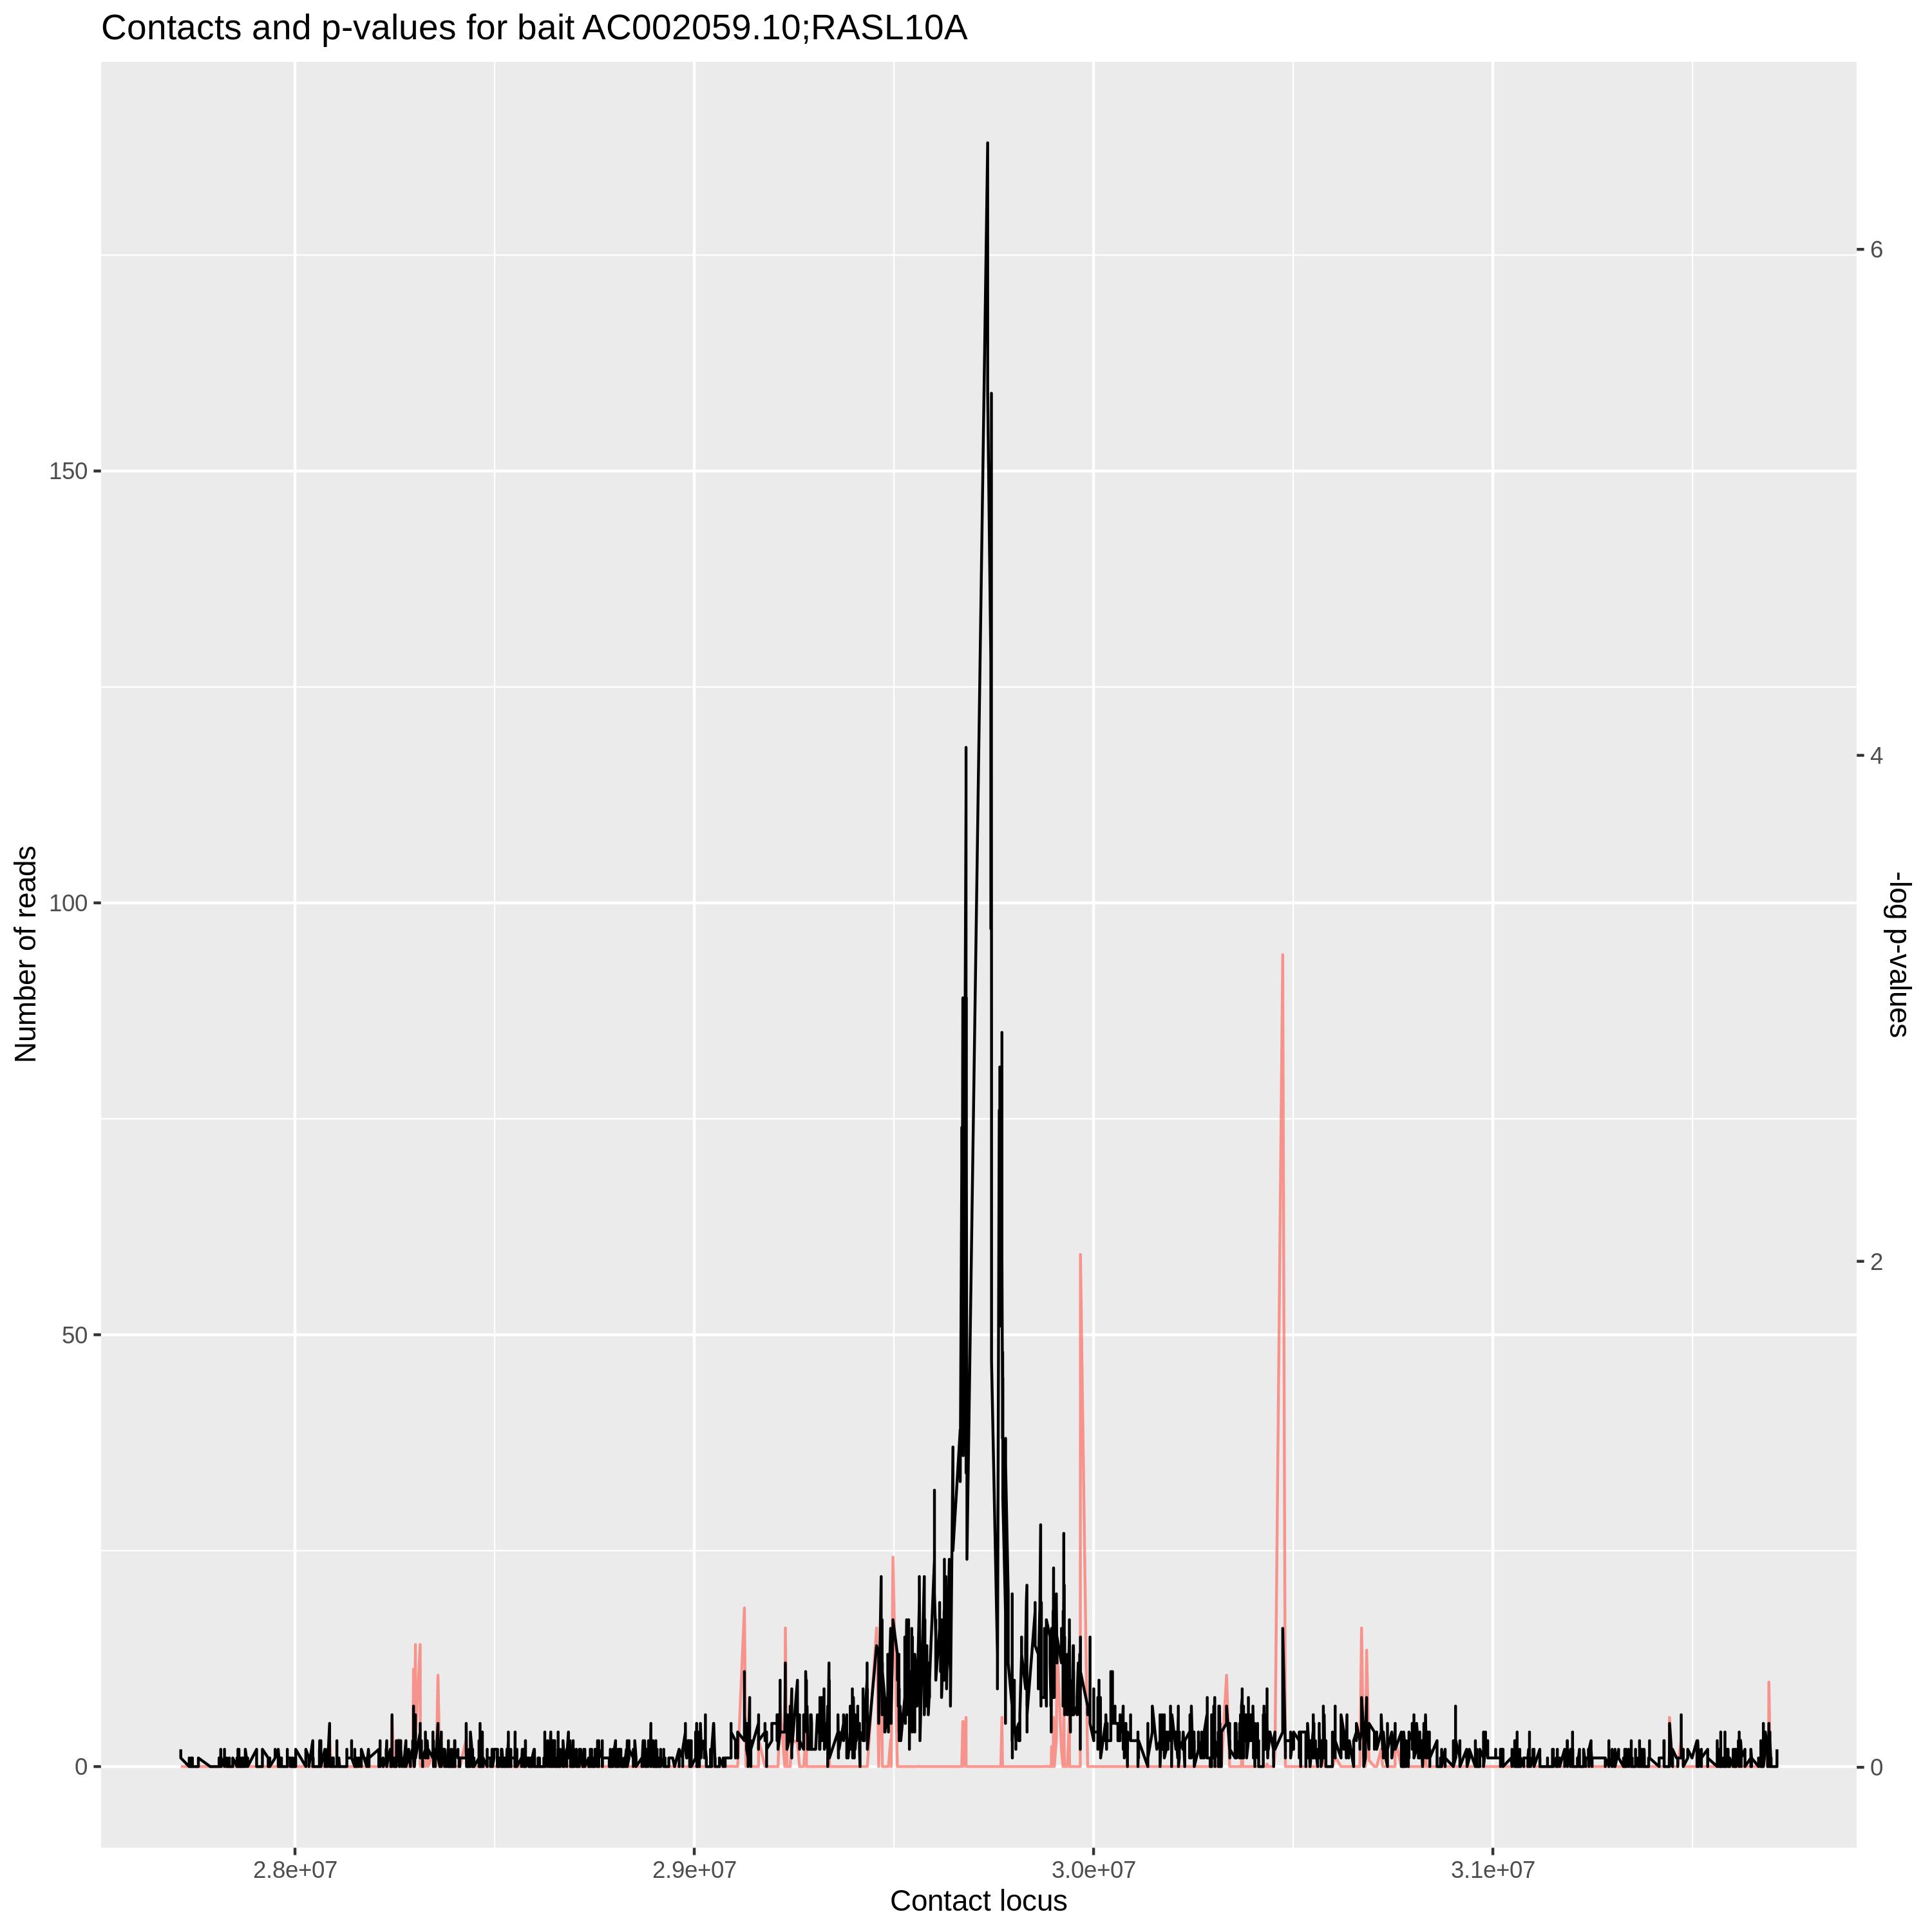 Contacts and p-values for bait AC002059.10;RASL10A
Number of reads
150
100
50
0
6
4
2
0
-log p-values
2.8e+07
2.9e+07
3.0e+07
3.1e+07
Contact locus